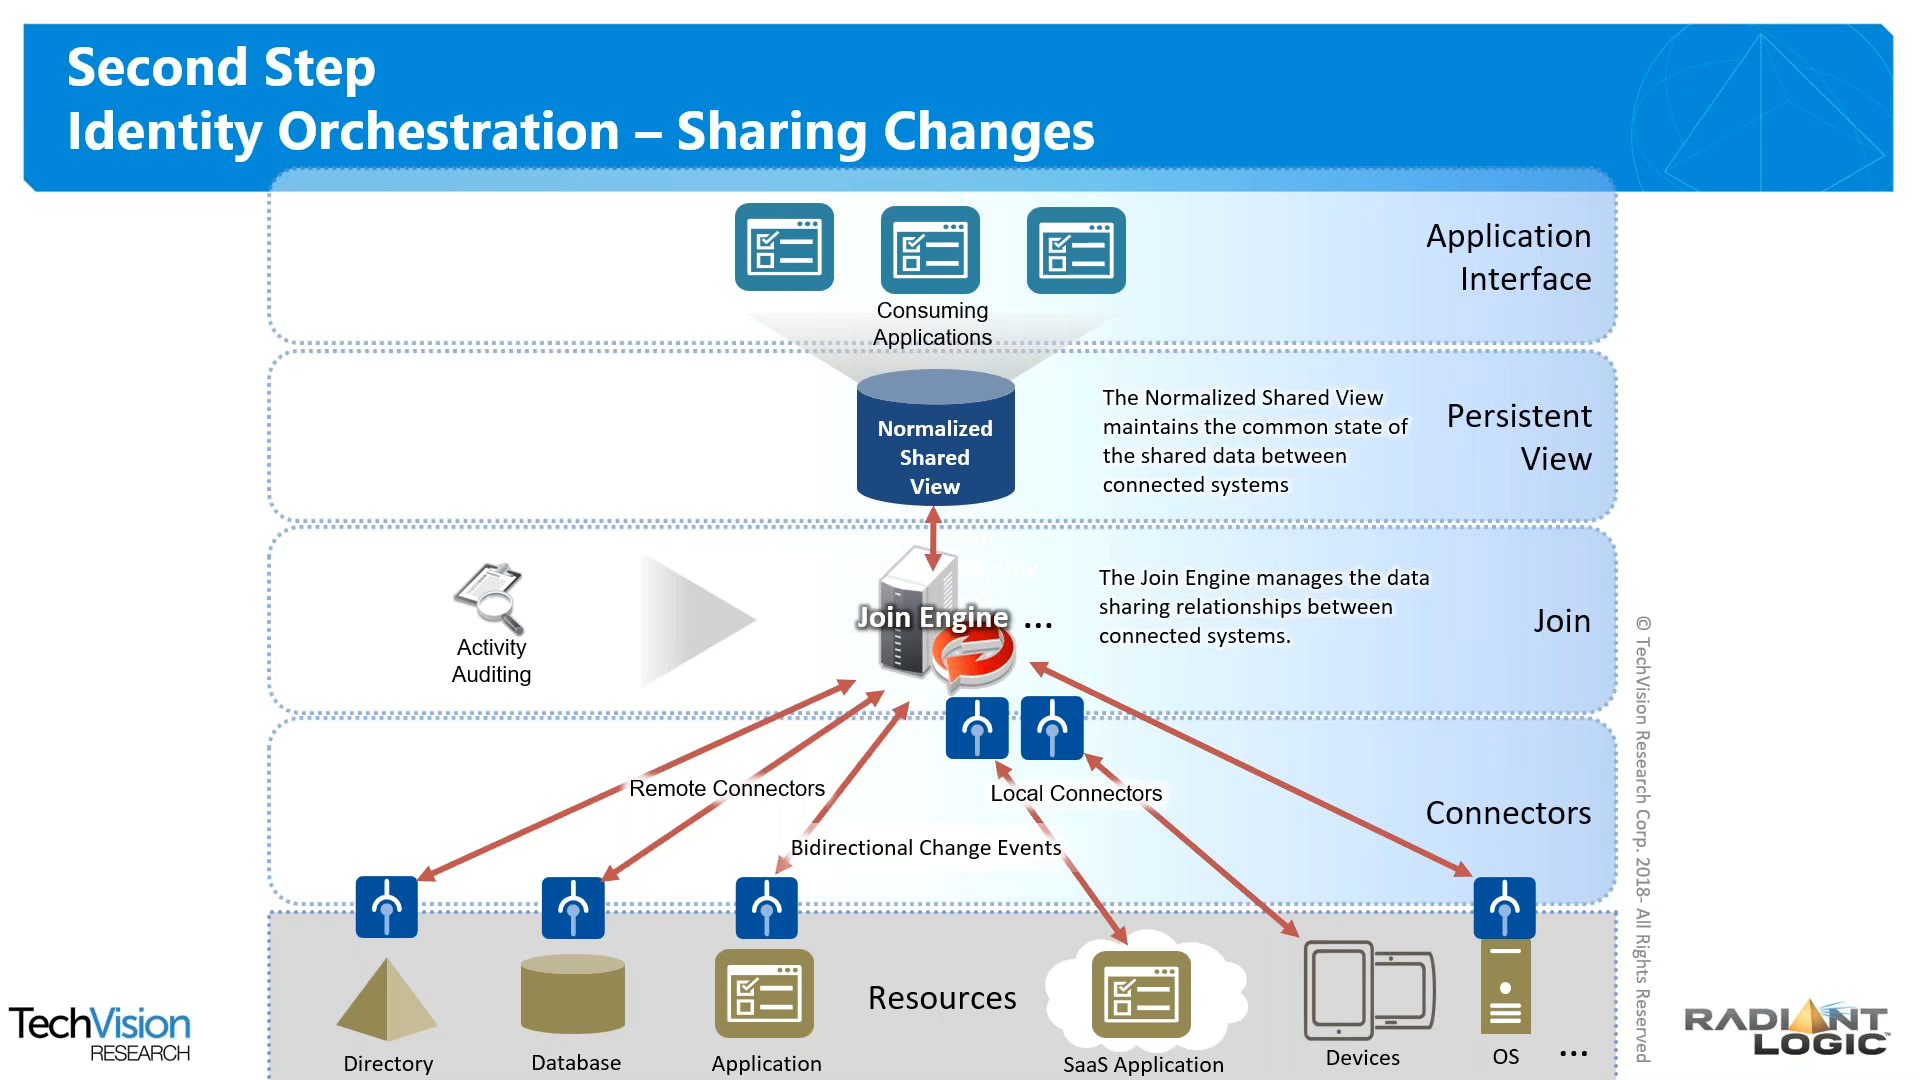 Second Step
Identity Orchestration – Sharing Changes
Application
Interface
Consuming
Applications
Normalized
Shared
View
The Normalized Shared View
maintains the common state of
the shared data between
connected systems
Persistent
View
Activity
Auditing
Join Engine ...
The Join Engine manages the data
sharing relationships between
connected systems.
Join
Remote Connectors
Local Connectors
Bidirectional Change Events
Connectors
Resources
Directory
Database
Application
SaaS Application
Devices
OS
...
© TechVision Research Corp. 2018- All Rights Reserved
TechVision
RESEARCH
RADIANT
LOGIC™